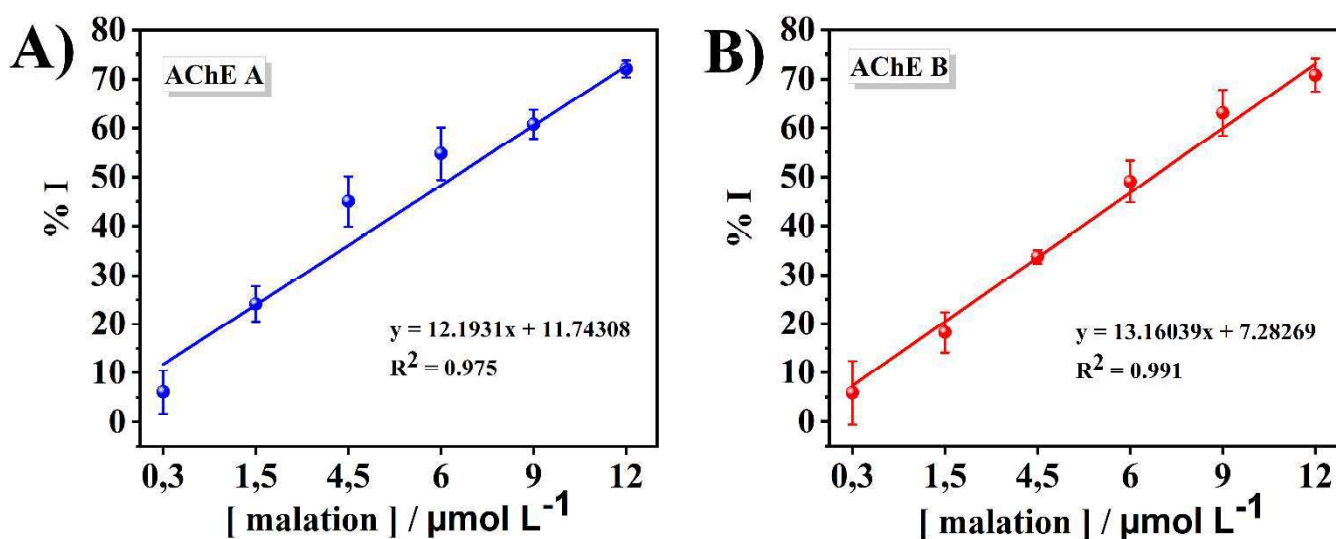 A)
AChE A
% I
80
70
60
50
40
30
20
10
0
y = 12.1931x + 11.74308
R² = 0.975
0,3 1,5 4,5 6 9 12
[ malation ] / µmol L⁻¹
B)
AChE B
% I
80
70
60
50
40
30
20
10
0
y = 13.16039x + 7.28269
R² = 0.991
0,3 1,5 4,5 6 9 12
[ malation ] / µmol L⁻¹